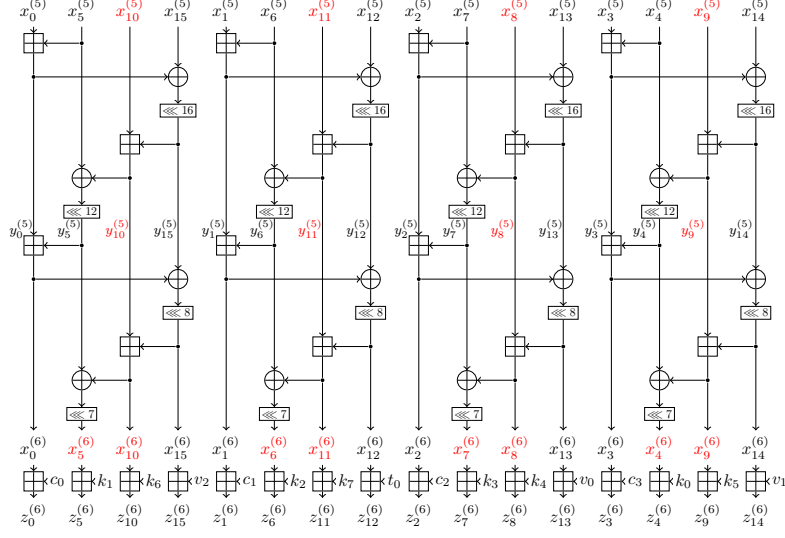 x_0^{(5)} x_5^{(5)} x_{10}^{(5)} x_{15}^{(5)} x_1^{(5)} x_6^{(5)} x_{11}^{(5)} x_{12}^{(5)} x_2^{(5)} x_7^{(5)} x_8^{(5)} x_{13}^{(5)} x_3^{(5)} x_4^{(5)} x_9^{(5)} x_{14}^{(5)}
⋘ 16 ⋘ 16 ⋘ 16 ⋘ 16
⋘ 12 ⋘ 12 ⋘ 12 ⋘ 12
y_0^{(5)} y_5^{(5)} y_{10}^{(5)} y_{15}^{(5)} y_1^{(5)} y_6^{(5)} y_{11}^{(5)} y_{12}^{(5)} y_2^{(5)} y_7^{(5)} y_8^{(5)} y_{13}^{(5)} y_3^{(5)} y_4^{(5)} y_9^{(5)} y_{14}^{(5)}
⋘ 8 ⋘ 8 ⋘ 8 ⋘ 8
⋘ 7 ⋘ 7 ⋘ 7 ⋘ 7
x_0^{(6)} x_5^{(6)} x_{10}^{(6)} x_{15}^{(6)} x_1^{(6)} x_6^{(6)} x_{11}^{(6)} x_{12}^{(6)} x_2^{(6)} x_7^{(6)} x_8^{(6)} x_{13}^{(6)} x_3^{(6)} x_4^{(6)} x_9^{(6)} x_{14}^{(6)}
c_0 k_1 k_6 v_2 c_1 k_2 k_7 t_0 c_2 k_3 k_4 v_0 c_3 k_0 k_5 v_1
z_0^{(6)} z_5^{(6)} z_{10}^{(6)} z_{15}^{(6)} z_1^{(6)} z_6^{(6)} z_{11}^{(6)} z_{12}^{(6)} z_2^{(6)} z_7^{(6)} z_8^{(6)} z_{13}^{(6)} z_3^{(6)} z_4^{(6)} z_9^{(6)} z_{14}^{(6)}